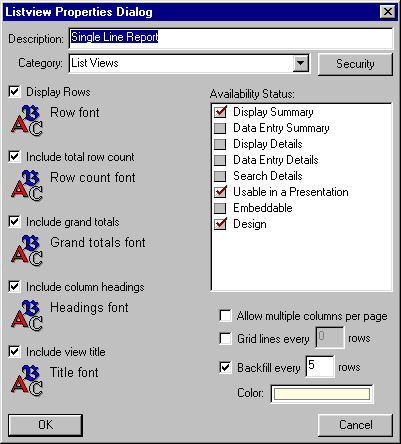 Listview Properties Dialog
Description: Single Line Report
Category: List Views
Security
Display Rows
Row font
Include total row count
Row count font
Include grand totals
Grand totals font
Include column headings
Headings font
Include view title
Title font
Availability Status:
Display Summary
Data Entry Summary
Display Details
Data Entry Details
Search Details
Usable in a Presentation
Embeddable
Design
Allow multiple columns per page
Grid lines every 0 rows
Backfill every 5 rows
Color:
OK
Cancel